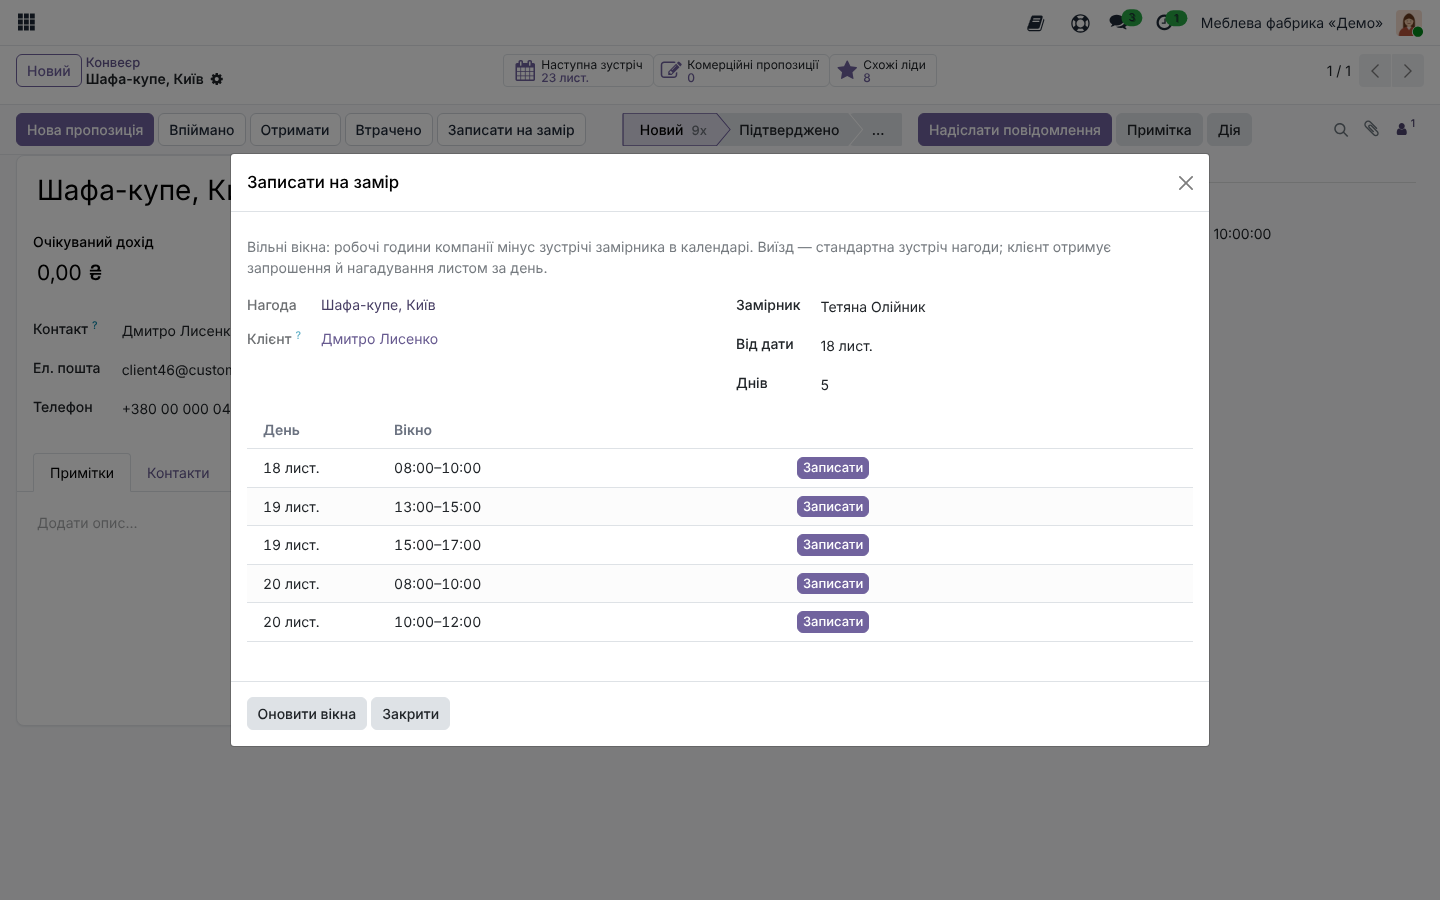 3
1
Меблева фабрика «Демо»
Новий
Конвеєр
Шафа-купе, Київ
Наступна зустріч
23 лист.
Комерційні пропозиції
0
Схожі ліди
8
1 / 1
Нова пропозиція
Впіймано
Отримати
Втрачено
Записати на замір
Новий 9x
Підтверджено
...
Надіслати повідомлення
Примітка
Дія
1
Шафа-купе, Ки
Очікуваний дохід
0,00 ₴
Контакт ?
Дмитро Лисенк
Ел. пошта
client46@custom
Телефон
+380 00 000 04
Примітки
Контакти
Додати опис...
10:00:00
Записати на замір
Вільні вікна: робочі години компанії мінус зустрічі замірника в календарі. Виїзд — стандартна зустріч нагоди; клієнт отримує
запрошення й нагадування листом за день.
Нагода Шафа-купе, Київ
Клієнт ? Дмитро Лисенко
Замірник Тетяна Олійник
Від дати 18 лист.
Днів 5
День Вікно
18 лист. 08:00–10:00 Записати
19 лист. 13:00–15:00 Записати
19 лист. 15:00–17:00 Записати
20 лист. 08:00–10:00 Записати
20 лист. 10:00–12:00 Записати
Оновити вікна
Закрити